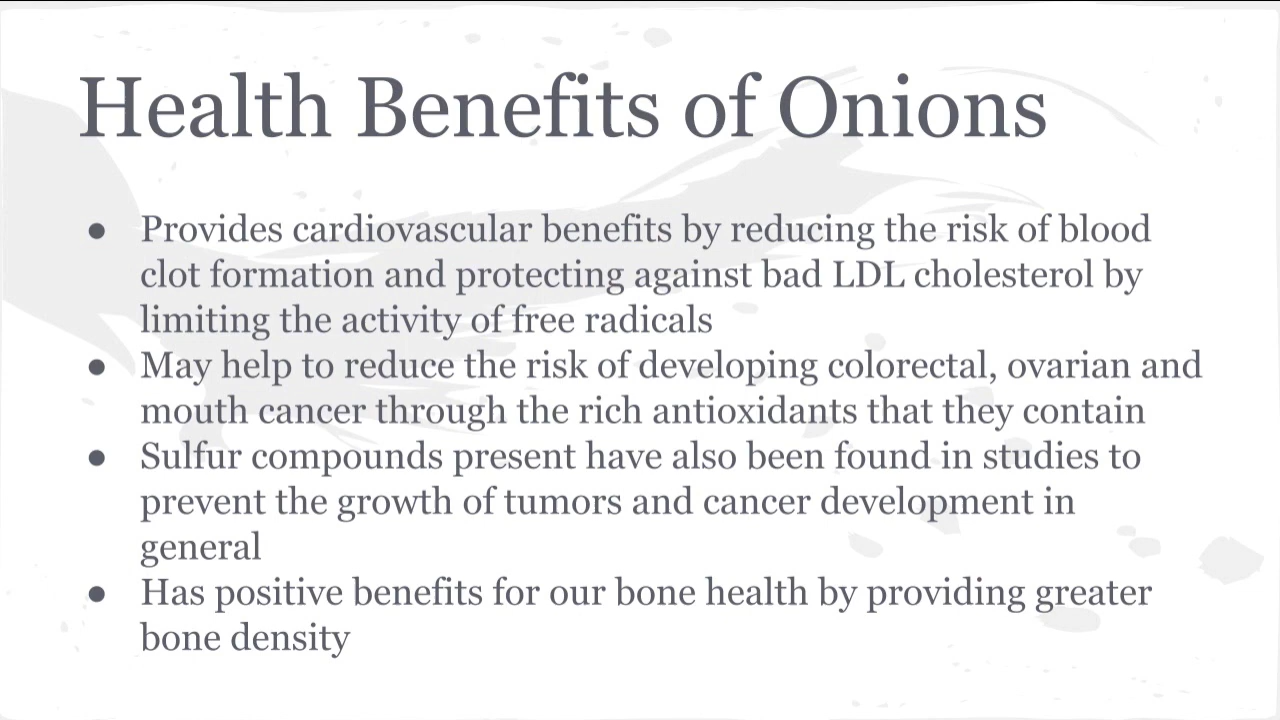 Health Benefits of Onions
● Provides cardiovascular benefits by reducing the risk of blood
clot formation and protecting against bad LDL cholesterol by
limiting the activity of free radicals
● May help to reduce the risk of developing colorectal, ovarian and
mouth cancer through the rich antioxidants that they contain
● Sulfur compounds present have also been found in studies to
prevent the growth of tumors and cancer development in
general
● Has positive benefits for our bone health by providing greater
bone density